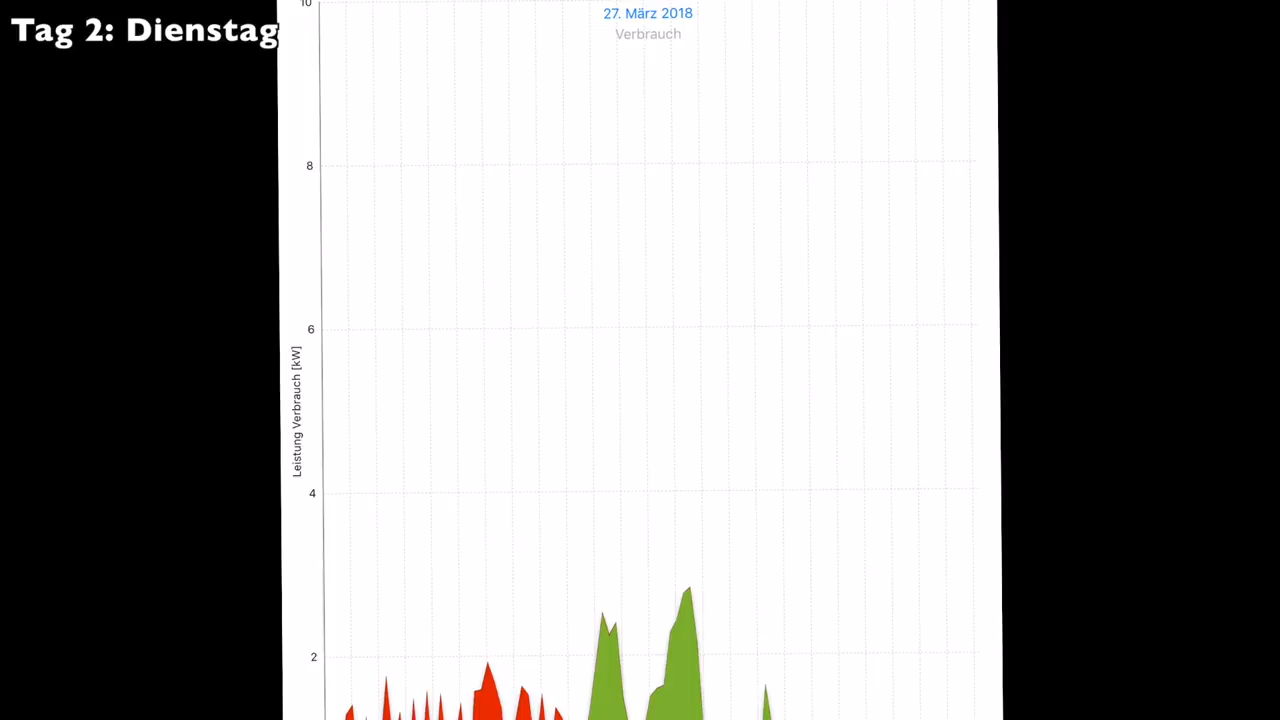 Tag 2: Dienstag
27. März 2018
Verbrauch
10
8
6
4
2
Leistung Verbrauch [kW]